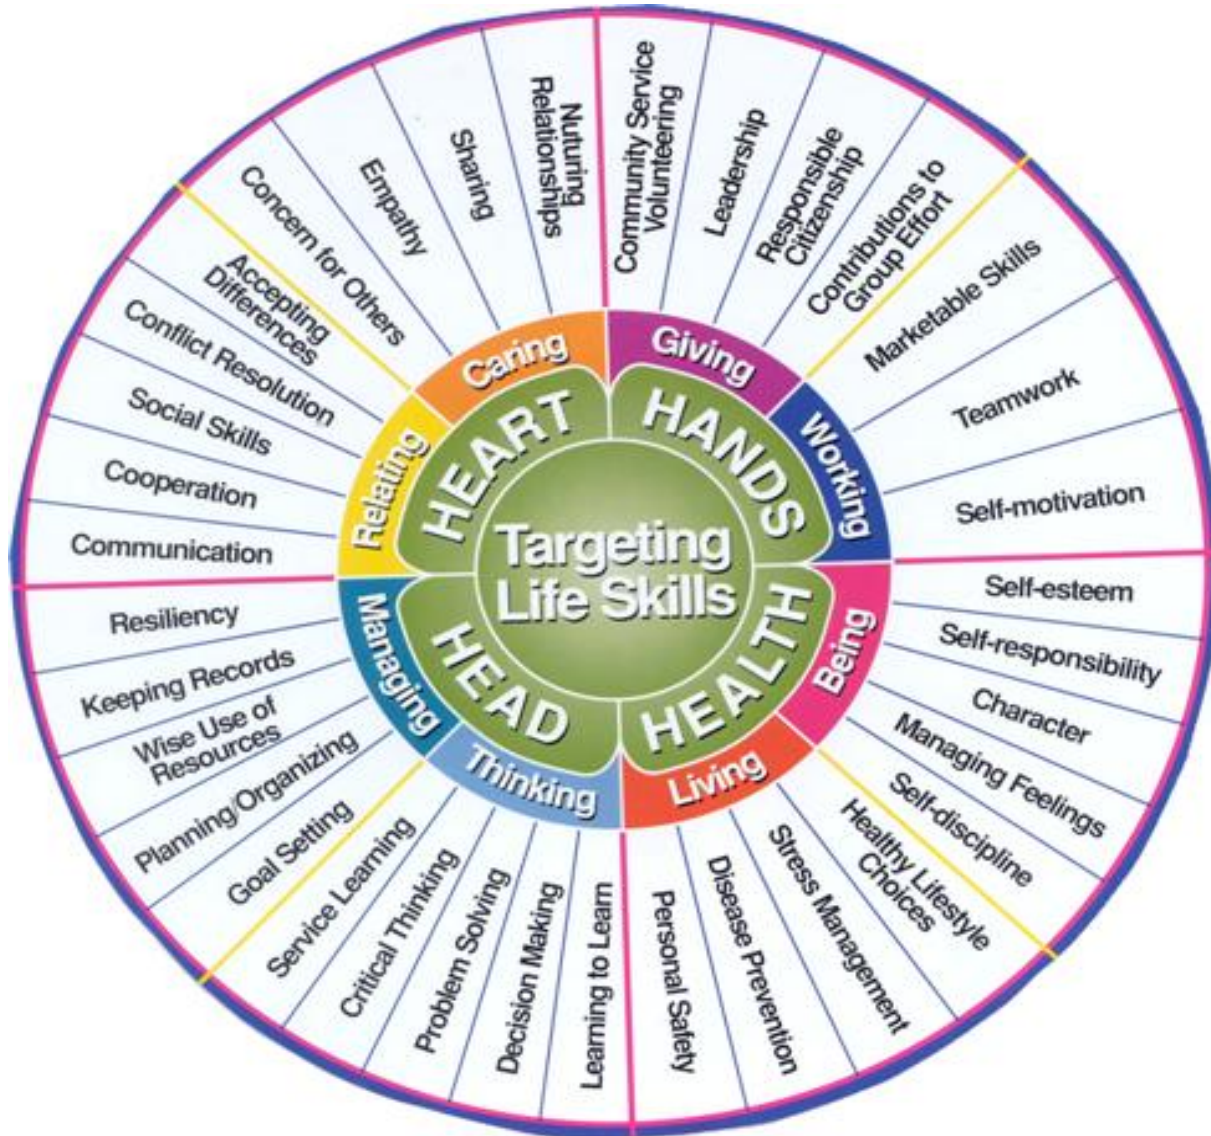 Targeting
Life Skills
HEART
HANDS
HEALTH
HEAD
Caring
Giving
Working
Being
Living
Thinking
Managing
Relating
Community Service
Volunteering
Leadership
Responsible
Citizenship
Contributions to
Group Effort
Marketable Skills
Teamwork
Self-motivation
Self-esteem
Self-responsibility
Character
Managing Feelings
Self-discipline
Healthy Lifestyle
Choices
Stress Management
Disease Prevention
Personal Safety
Learning to Learn
Decision Making
Problem Solving
Critical Thinking
Service Learning
Goal Setting
Planning/Organizing
Wise Use of
Resources
Keeping Records
Resiliency
Communication
Cooperation
Social Skills
Conflict Resolution
Accepting
Differences
Concern for Others
Empathy
Sharing
Nuturing
Relationships